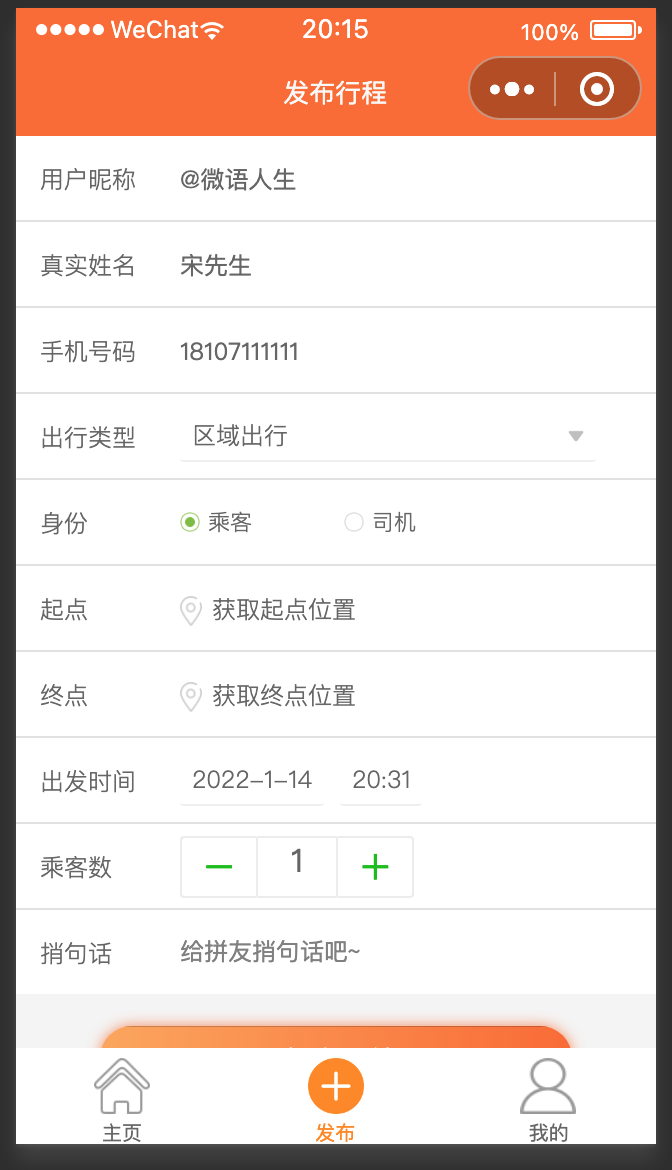 WeChat 20:15 100%
发布行程
用户昵称 @微语人生
真实姓名 宋先生
手机号码 18107111111
出行类型 区域出行
身份 乘客 司机
起点 获取起点位置
终点 获取终点位置
出发时间 2022-1-14 20:31
乘客数 1
捎句话 给拼友捎句话吧~
主页 发布 我的